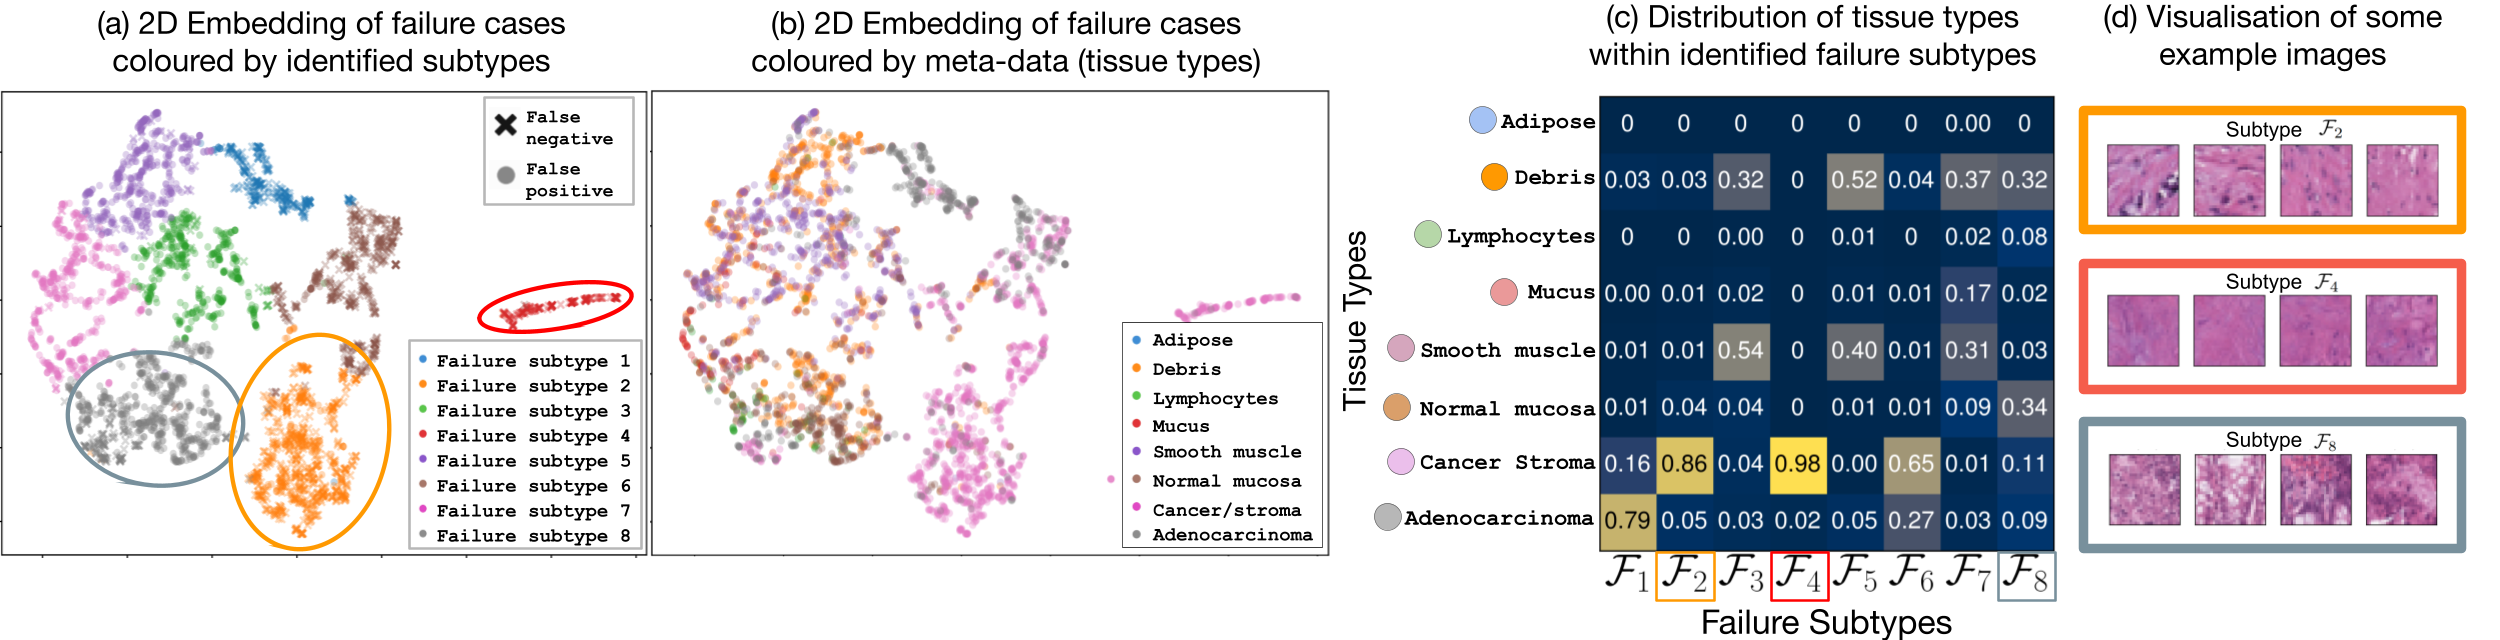 (a) 2D Embedding of failure cases
coloured by identified subtypes
False
negative
False
positive
Failure subtype 1
Failure subtype 2
Failure subtype 3
Failure subtype 4
Failure subtype 5
Failure subtype 6
Failure subtype 7
Failure subtype 8
(b) 2D Embedding of failure cases
coloured by meta-data (tissue types)
Adipose
Debris
Lymphocytes
Mucus
Smooth muscle
Normal mucosa
Cancer/stroma
Adenocarcinoma
(c) Distribution of tissue types
within identified failure subtypes
Tissue Types
Adipose 0 0 0 0 0 0 0.00 0
Debris 0.03 0.03 0.32 0 0.52 0.04 0.37 0.32
Lymphocytes 0 0 0.00 0 0.01 0 0.02 0.08
Mucus 0.00 0.01 0.02 0 0.01 0.01 0.17 0.02
Smooth muscle 0.01 0.01 0.54 0 0.40 0.01 0.31 0.03
Normal mucosa 0.01 0.04 0.04 0 0.01 0.01 0.09 0.34
Cancer Stroma 0.16 0.86 0.04 0.98 0.00 0.65 0.01 0.11
Adenocarcinoma 0.79 0.05 0.03 0.02 0.05 0.27 0.03 0.09
ℱ₁ ℱ₂ ℱ₃ ℱ₄ ℱ₅ ℱ₆ ℱ₇ ℱ₈
Failure Subtypes
(d) Visualisation of some
example images
Subtype ℱ₂
Subtype ℱ₄
Subtype ℱ₈